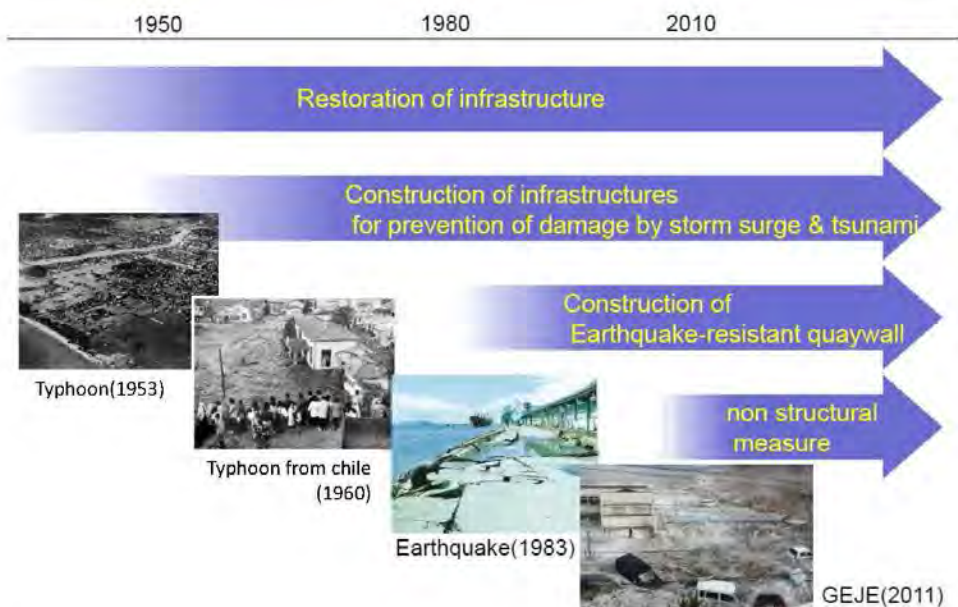 1950 1980 2010
Restoration of infrastructure
Construction of infrastructures
for prevention of damage by storm surge & tsunami
Construction of
Earthquake-resistant quaywall
Typhoon(1953)
non structural
measure
Typhoon from chile
(1960)
Earthquake(1983)
GEJE(2011)